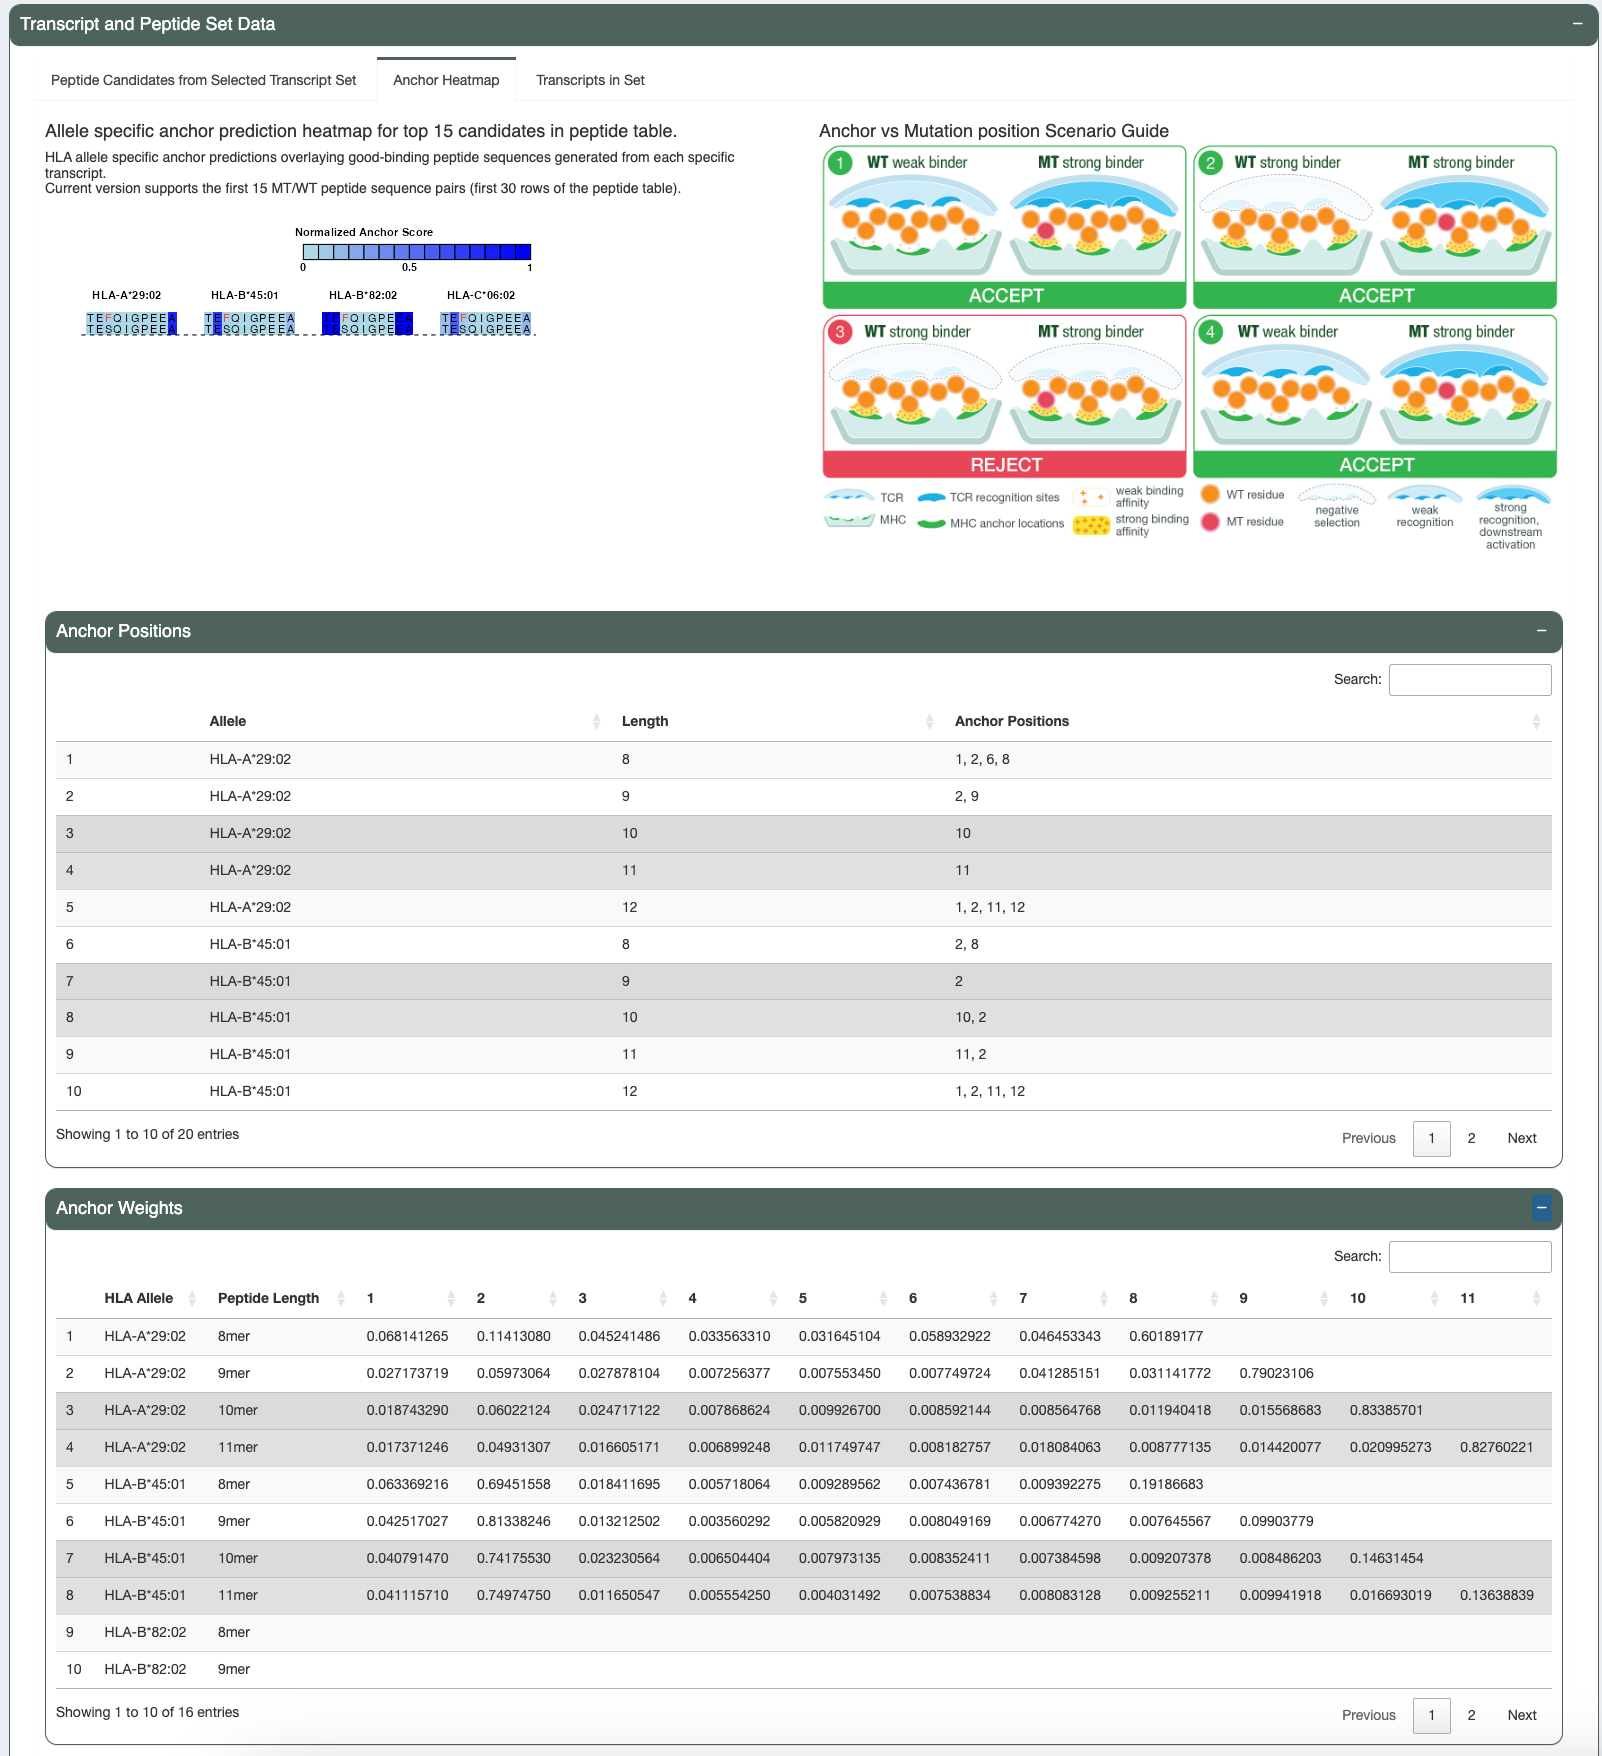 Transcript and Peptide Set Data
Peptide Candidates from Selected Transcript Set Anchor Heatmap Transcripts in Set
Allele specific anchor prediction heatmap for top 15 candidates in peptide table.
HLA allele specific anchor predictions overlaying good-binding peptide sequences generated from each specific
transcript.
Current version supports the first 15 MT/WT peptide sequence pairs (first 30 rows of the peptide table).
Normalized Anchor Score
0 0.5 1
HLA-A*29:02 HLA-B*45:01 HLA-B*82:02 HLA-C*06:02
TEFQIGPEEA TEFQIGPEEA TEFQIGPEEA TEFQIGPEEA
TESQIGPEEA TESQIGPEEA TESQIGPEEA TESQIGPEEA
Anchor vs Mutation position Scenario Guide
1 WT weak binder MT strong binder
ACCEPT
2 WT strong binder MT strong binder
ACCEPT
3 WT strong binder MT strong binder
REJECT
4 WT weak binder MT strong binder
ACCEPT
TCR
MHC
TCR recognition sites
MHC anchor locations
weak binding
affinity
strong binding
affinity
WT residue
MT residue
negative
selection
weak
recognition
strong
recognition,
downstream
activation
Anchor Positions
Search:
Allele Length Anchor Positions
1 HLA-A*29:02 8 1, 2, 6, 8
2 HLA-A*29:02 9 2, 9
3 HLA-A*29:02 10 10
4 HLA-A*29:02 11 11
5 HLA-A*29:02 12 1, 2, 11, 12
6 HLA-B*45:01 8 2, 8
7 HLA-B*45:01 9 2
8 HLA-B*45:01 10 10, 2
9 HLA-B*45:01 11 11, 2
10 HLA-B*45:01 12 1, 2, 11, 12
Showing 1 to 10 of 20 entries
Previous 1 2 Next
Anchor Weights
Search:
HLA Allele Peptide Length 1 2 3 4 5 6 7 8 9 10 11
1 HLA-A*29:02 8mer 0.068141265 0.11413080 0.045241486 0.033563310 0.031645104 0.058932922 0.046453343 0.60189177
2 HLA-A*29:02 9mer 0.027173719 0.05973064 0.027878104 0.007256377 0.007553450 0.007749724 0.041285151 0.031141772 0.79023106
3 HLA-A*29:02 10mer 0.018743290 0.06022124 0.024717122 0.007868624 0.009926700 0.008592144 0.008564768 0.011940418 0.015568683 0.83385701
4 HLA-A*29:02 11mer 0.017371246 0.04931307 0.016605171 0.006899248 0.011749747 0.008182757 0.018084063 0.008777135 0.014420077 0.020995273 0.82760221
5 HLA-B*45:01 8mer 0.063369216 0.69451558 0.018411695 0.005718064 0.009289562 0.007436781 0.009392275 0.19186683
6 HLA-B*45:01 9mer 0.042517027 0.81338246 0.013212502 0.003560292 0.005820929 0.008049169 0.006774270 0.007645567 0.09903779
7 HLA-B*45:01 10mer 0.040791470 0.74175530 0.023230564 0.006504404 0.007973135 0.008352411 0.007384598 0.009207378 0.008486203 0.14631454
8 HLA-B*45:01 11mer 0.041115710 0.74974750 0.011650547 0.005554250 0.004031492 0.007538834 0.008083128 0.009255211 0.009941918 0.016693019 0.13638839
9 HLA-B*82:02 8mer
10 HLA-B*82:02 9mer
Showing 1 to 10 of 16 entries
Previous 1 2 Next